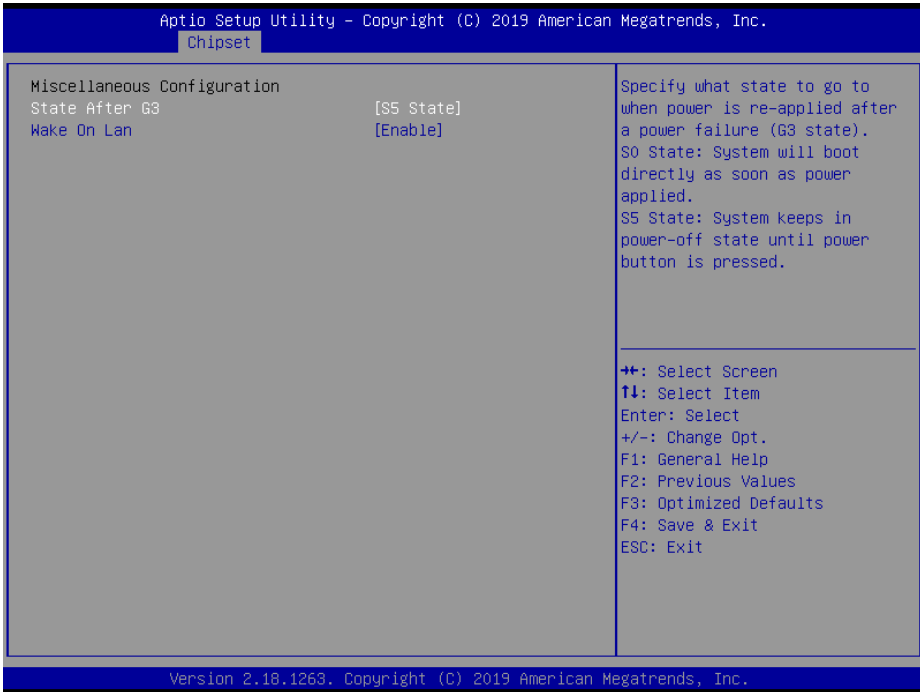 Aptio Setup Utility – Copyright (C) 2019 American Megatrends, Inc.
Chipset
Miscellaneous Configuration
State After G3 [S5 State]
Wake On Lan [Enable]
Specify what state to go to
when power is re-applied after
a power failure (G3 state).
S0 State: System will boot
directly as soon as power
applied.
S5 State: System keeps in
power-off state until power
button is pressed.
→←: Select Screen
↑↓: Select Item
Enter: Select
+/-: Change Opt.
F1: General Help
F2: Previous Values
F3: Optimized Defaults
F4: Save & Exit
ESC: Exit
Version 2.18.1263. Copyright (C) 2019 American Megatrends, Inc.